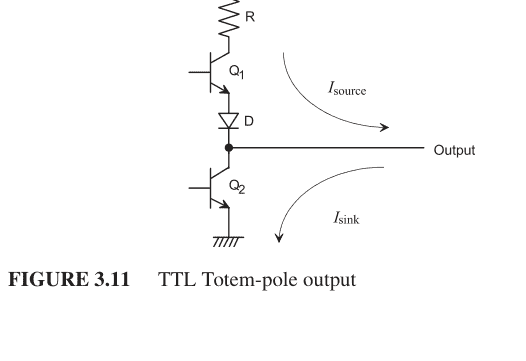 R
Q1
Isource
D
Output
Q2
Isink
FIGURE 3.11 TTL Totem-pole output